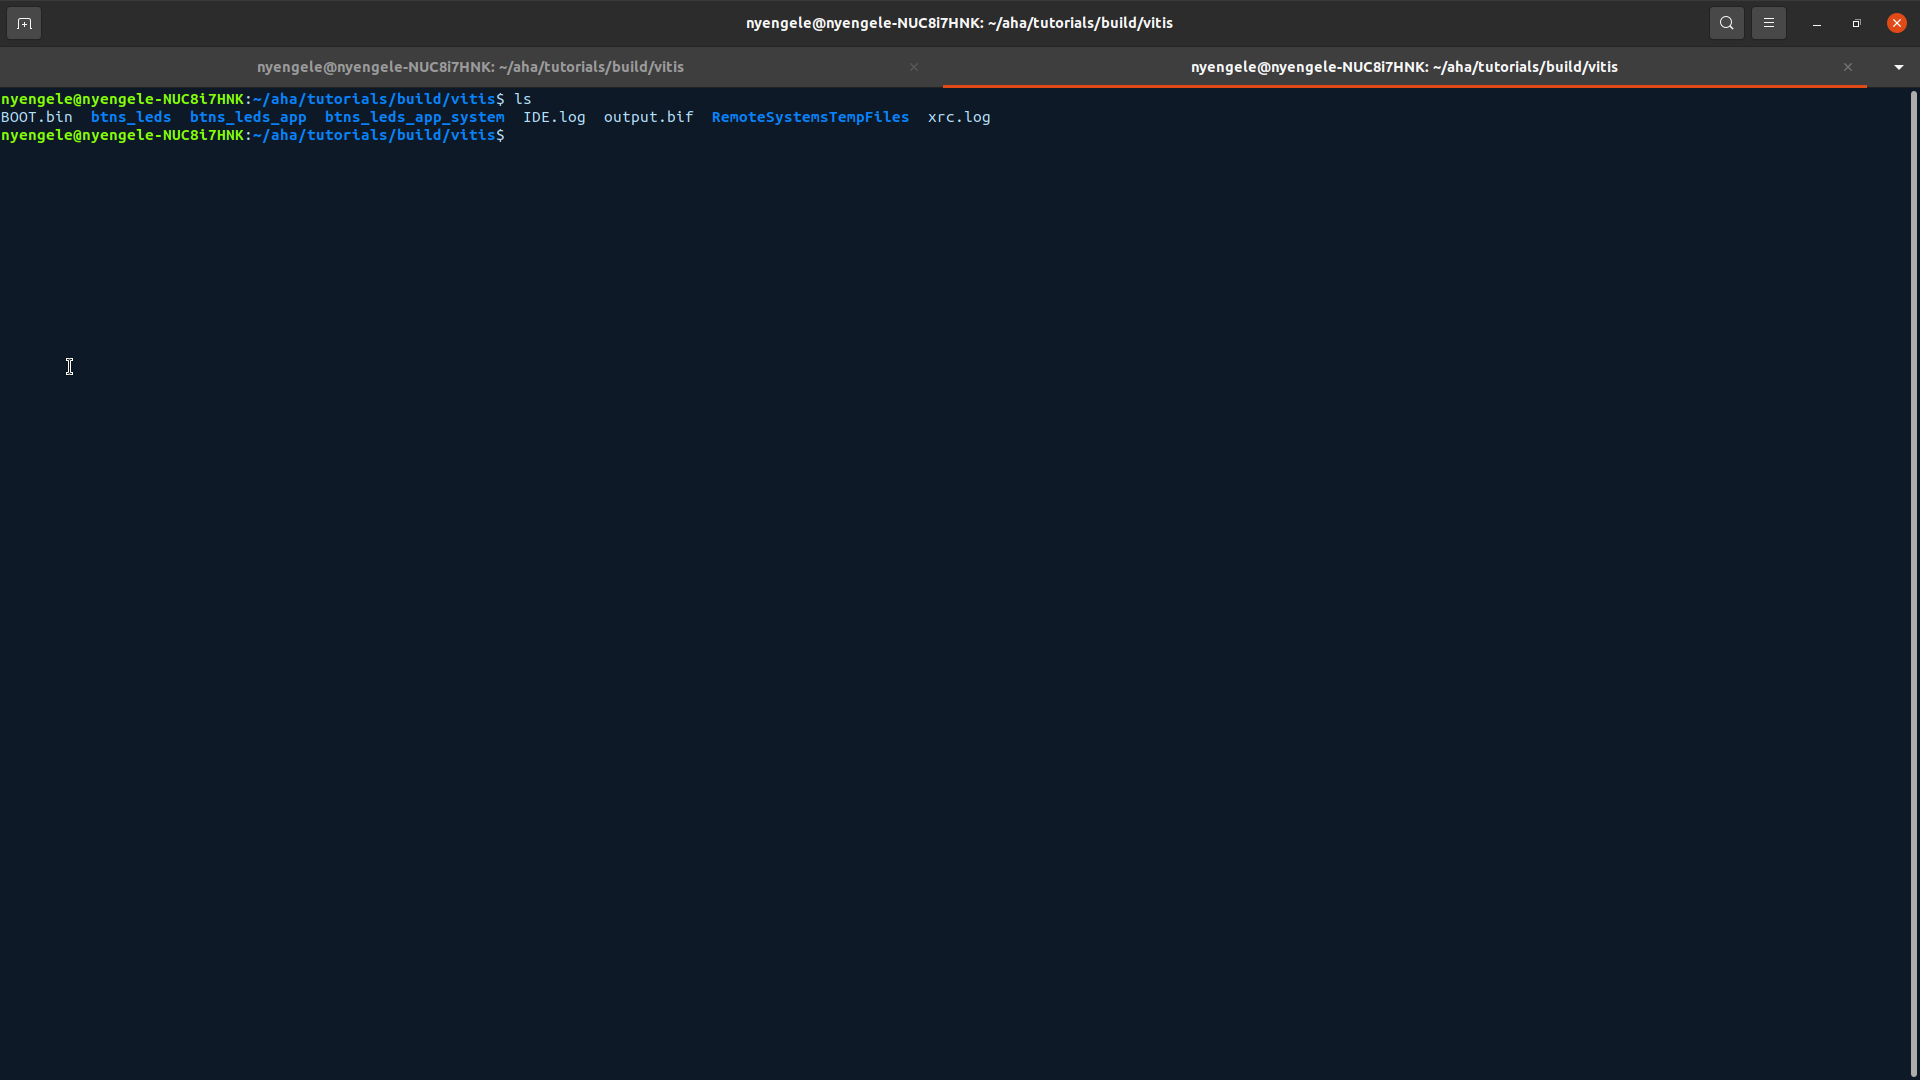 nyengele@nyengele-NUC8i7HNK: ~/aha/tutorials/build/vitis
nyengele@nyengele-NUC8i7HNK: ~/aha/tutorials/build/vitis
nyengele@nyengele-NUC8i7HNK: ~/aha/tutorials/build/vitis
nyengele@nyengele-NUC8i7HNK:~/aha/tutorials/build/vitis$ ls
BOOT.bin  btns_leds  btns_leds_app  btns_leds_app_system  IDE.log  output.bif  RemoteSystemsTempFiles  xrc.log
nyengele@nyengele-NUC8i7HNK:~/aha/tutorials/build/vitis$